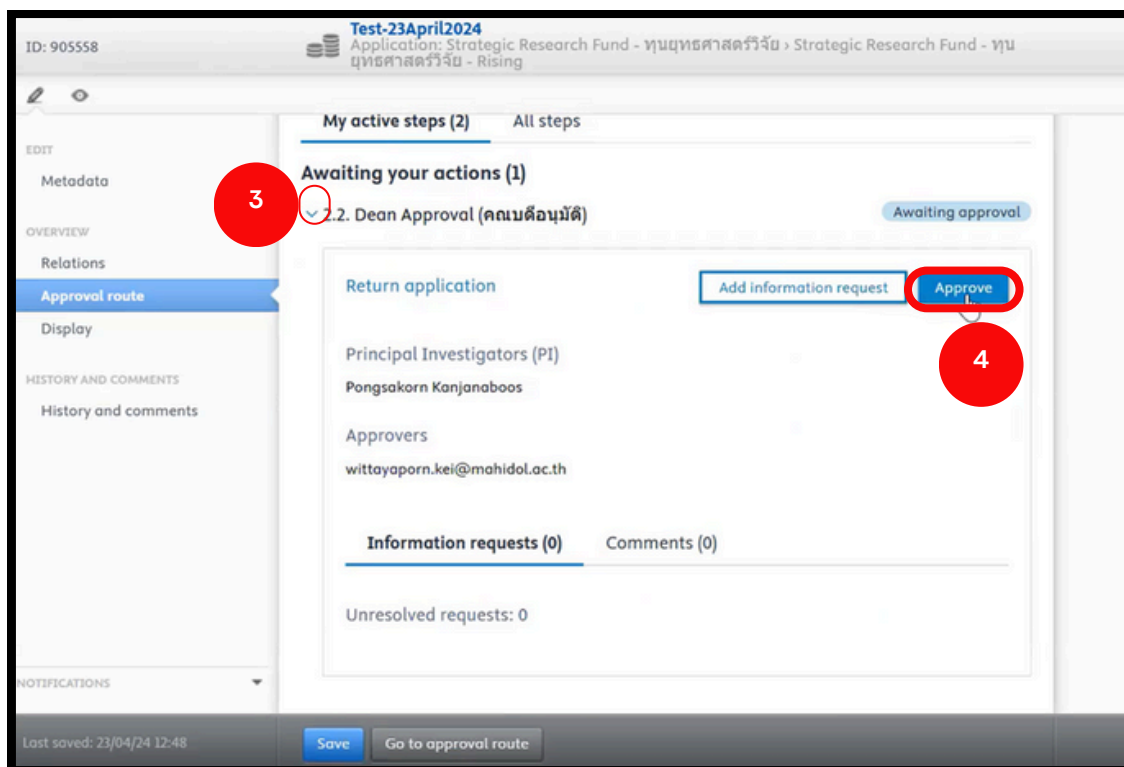 ID: 905558
Test-23April2024
Application: Strategic Research Fund - ทุนยุทธศาสตร์วิจัย › Strategic Research Fund - ทุน
ยุทธศาสตร์วิจัย - Rising
My active steps (2)
All steps
EDIT
Metadata
OVERVIEW
Relations
Approval route
Display
HISTORY AND COMMENTS
History and comments
NOTIFICATIONS
Awaiting your actions (1)
3
2.2. Dean Approval (คณบดีอนุมัติ)
Awaiting approval
Return application
Add information request
Approve
4
Principal Investigators (PI)
Pongsakorn Kanjanaboos
Approvers
wittayaporn.kei@mahidol.ac.th
Information requests (0)
Comments (0)
Unresolved requests: 0
Last saved: 23/04/24 12:48
Save
Go to approval route